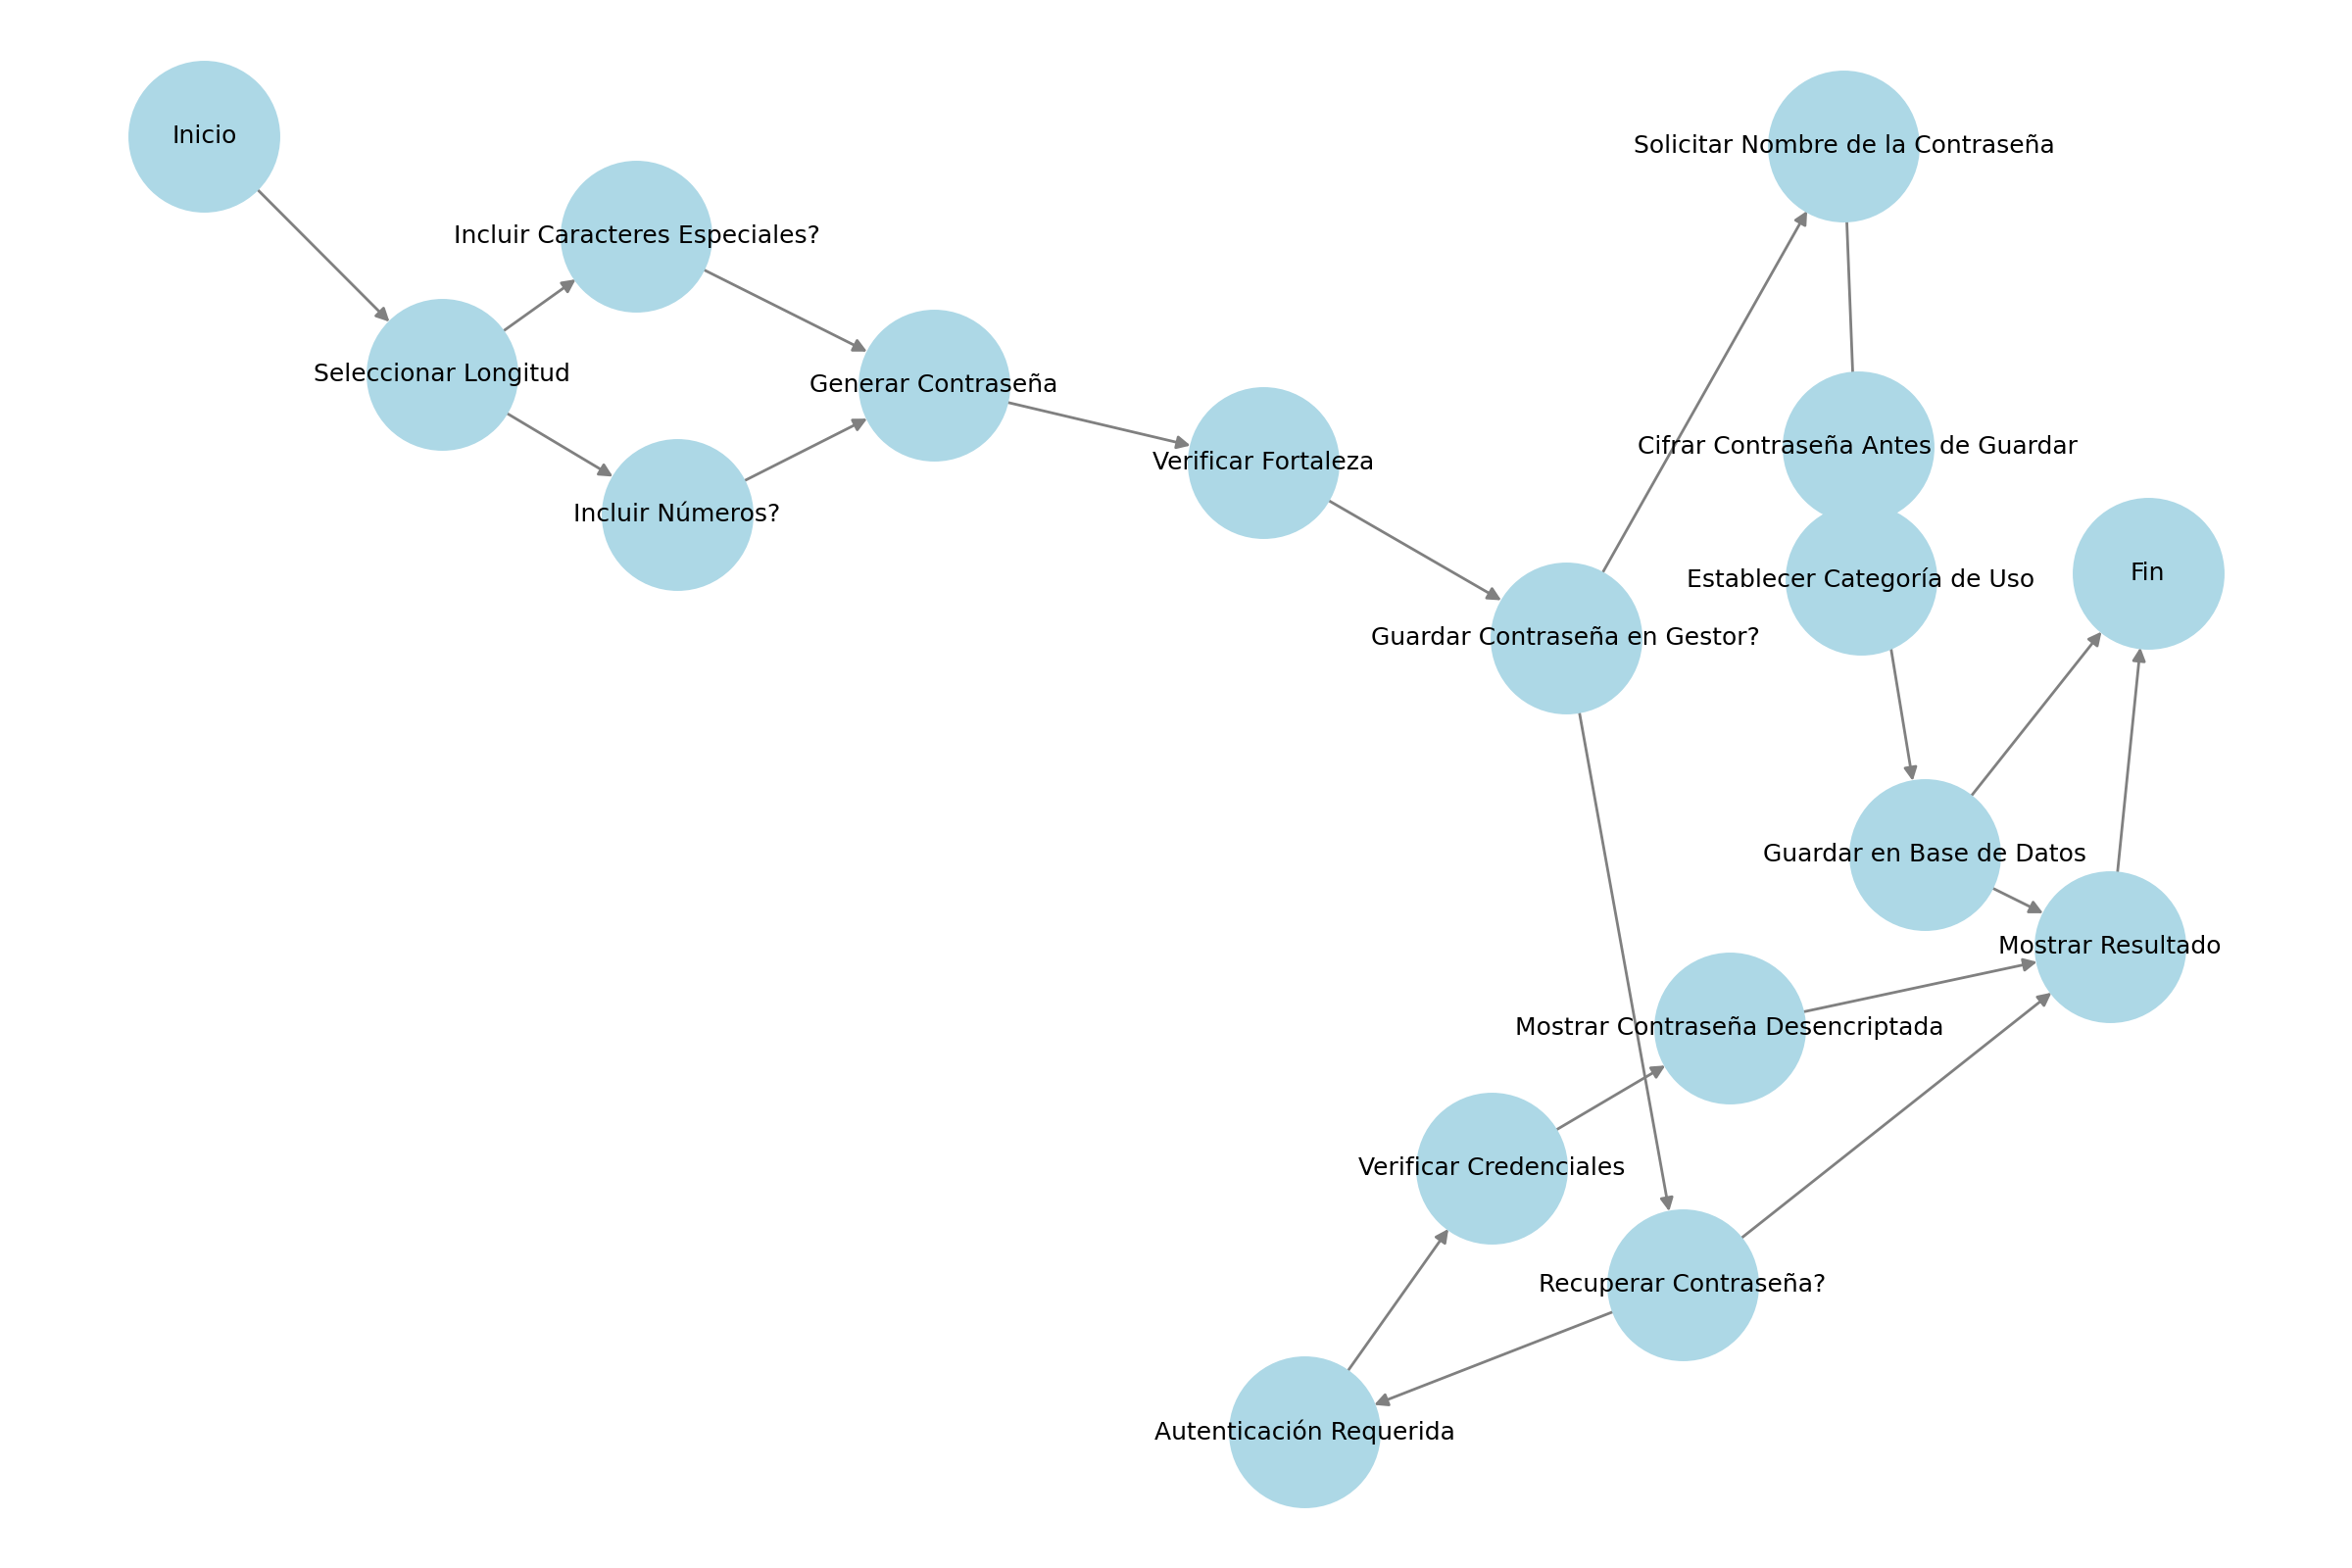 Inicio
Solicitar Nombre de la Contraseña
Incluir Caracteres Especiales?
Seleccionar Longitud
Generar Contraseña
Cifrar Contraseña Antes de Guardar
Verificar Fortaleza
Incluir Números?
Fin
Establecer Categoría de Uso
Guardar Contraseña en Gestor?
Guardar en Base de Datos
Mostrar Resultado
Mostrar Contraseña Desencriptada
Verificar Credenciales
Recuperar Contraseña?
Autenticación Requerida